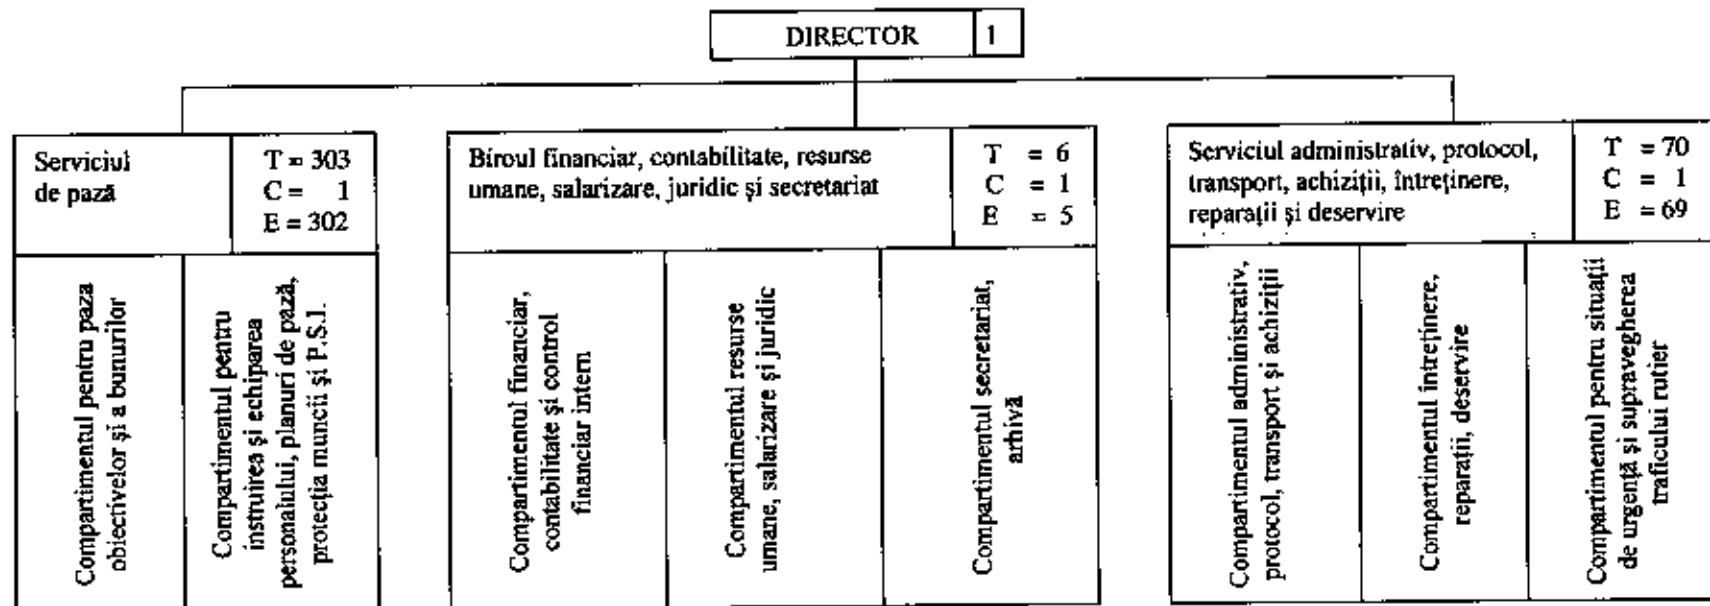 DIRECTOR 1
Serviciul
de pază
T = 303
C = 1
E = 302
Biroul financiar, contabilitate, resurse
umane, salarizare, juridic și secretariat
T = 6
C = 1
E = 5
Serviciul administrativ, protocol,
transport, achiziții, întreținere,
reparații și deservire
T = 70
C = 1
E = 69
Compartimentul pentru paza
obiectivelor și a bunurilor
Compartimentul pentru
instruirea și echiparea
personalului, planuri de pază,
protecția muncii și P.S.I.
Compartimentul financiar,
contabilitate și control
financiar intern
Compartimentul resurse
umane, salarizare și juridic
Compartimentul secretariat,
arhivă
Compartimentul administrativ,
protocol, transport și achiziții
Compartimentul întreținere,
reparații, deservire
Compartimentul pentru situații
de urgență și supravegherea
traficului rutier